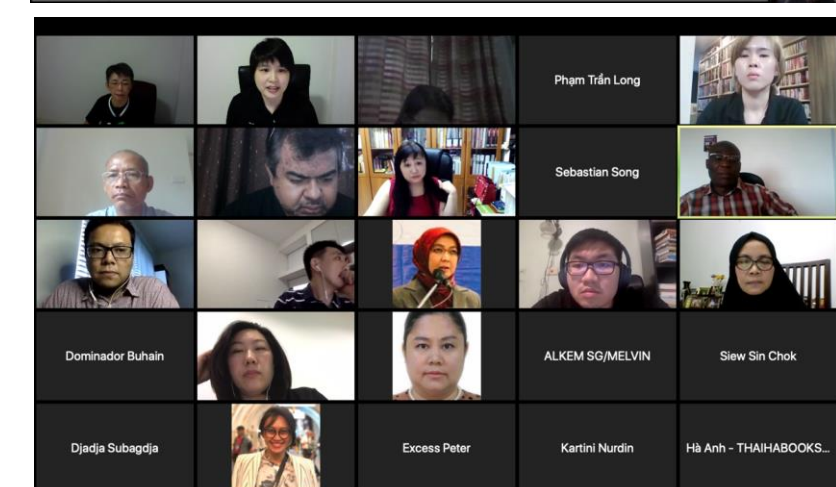 Phạm Trần Long
Sebastian Song
Dominador Buhain
ALKEM SG/MELVIN
Siew Sin Chok
Djadja Subagdja
Excess Peter
Kartini Nurdin
Hà Anh - THAIHABOOKS...